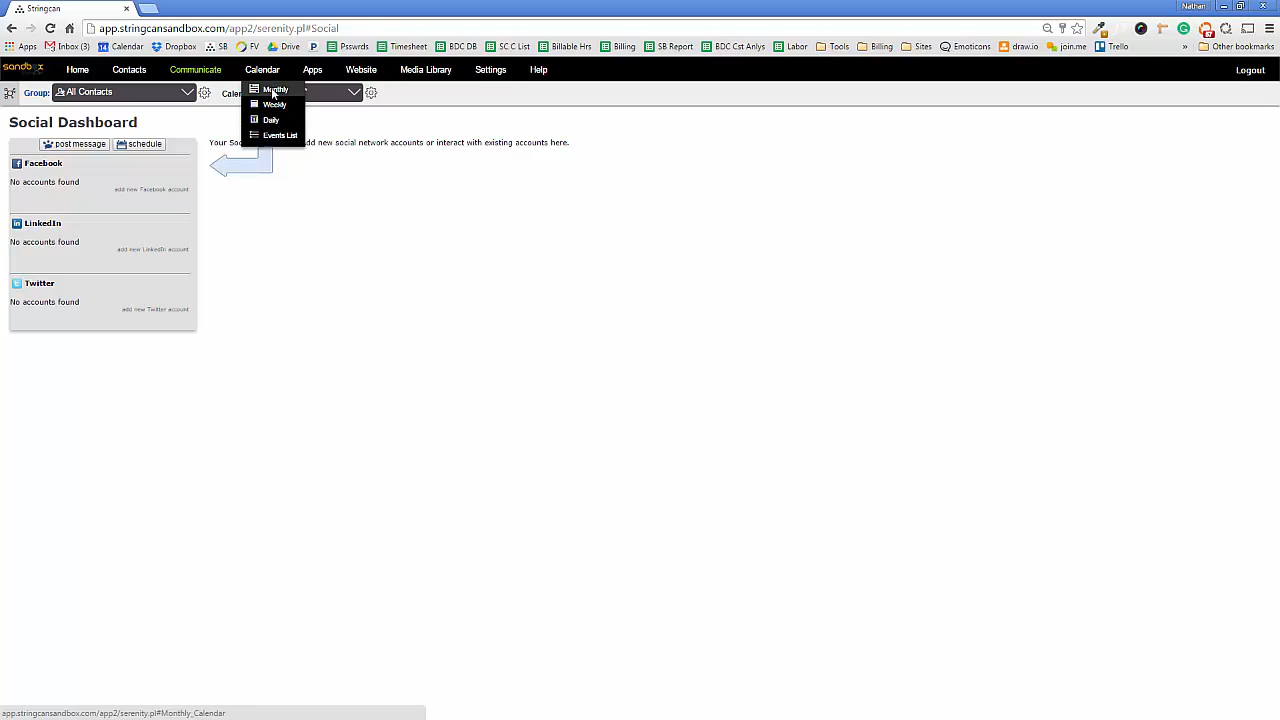 Stringcan
Nathan
app.stringcansandbox.com/app2/serenity.pl#Social
Apps Inbox (3) Calendar Dropbox SB FV Drive Psswrds Timesheet BDC DB SC C List Billable Hrs Billing SB Report BDC Cst Anlys Labor Tools Billing Sites Emoticons draw.io join.me Trello » Other bookmarks
sandbox Home Contacts Communicate Calendar Apps Website Media Library Settings Help Logout
Group: All Contacts Calen
Monthly
Weekly
Daily
Events List
Social Dashboard
post message schedule
Your So dd new social network accounts or interact with existing accounts here.
Facebook
No accounts found
add new Facebook account
LinkedIn
No accounts found
add new LinkedIn account
Twitter
No accounts found
add new Twitter account
app.stringcansandbox.com/app2/serenity.pl#Monthly_Calendar